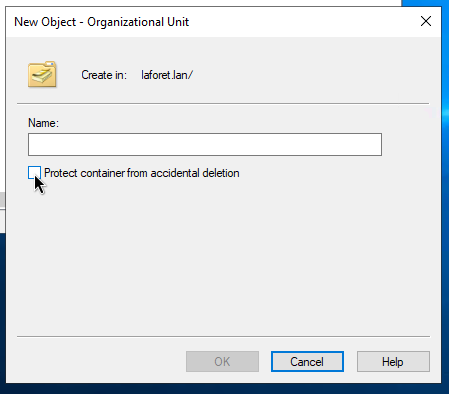 New Object - Organizational Unit
Create in: laforet.lan/
Name:
Protect container from accidental deletion
OK Cancel Help